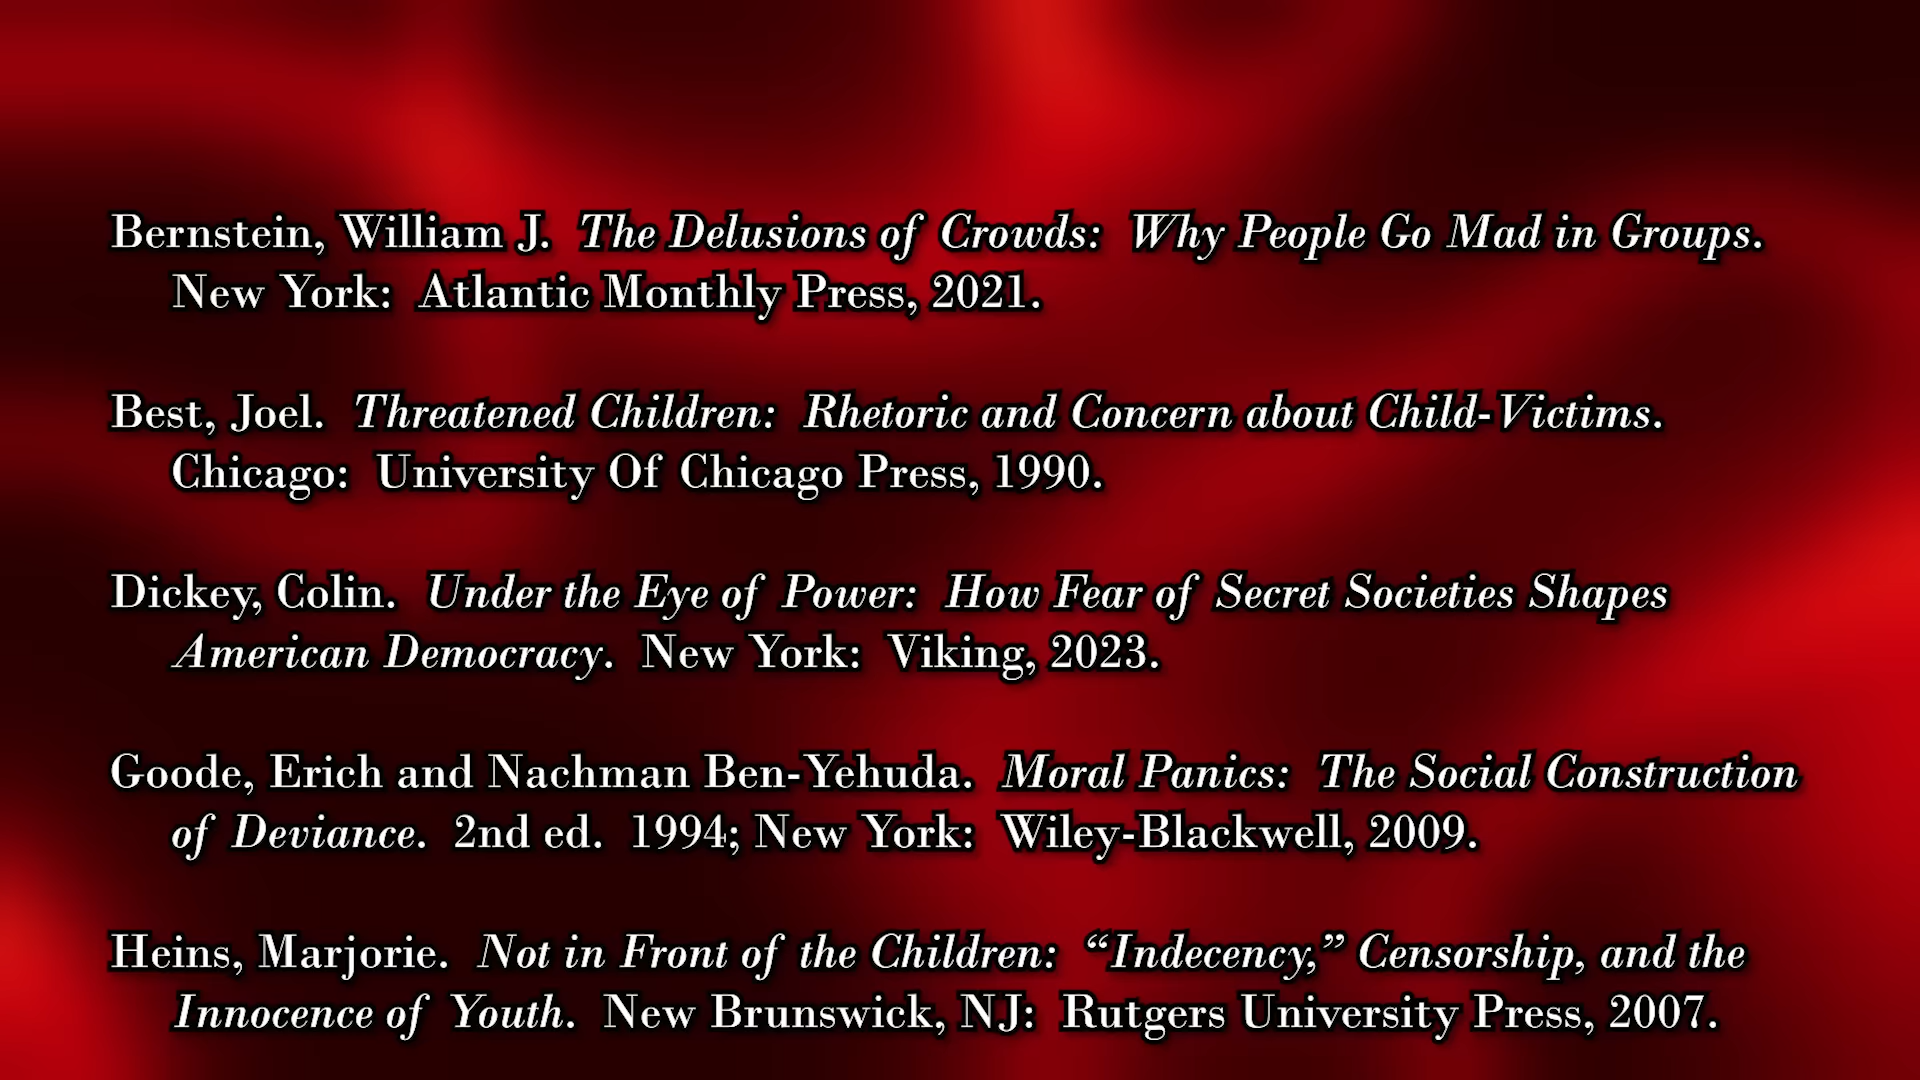 Bernstein, William J.  The Delusions of Crowds:  Why People Go Mad in Groups.
New York:  Atlantic Monthly Press, 2021.
Best, Joel.  Threatened Children:  Rhetoric and Concern about Child-Victims.
Chicago:  University Of Chicago Press, 1990.
Dickey, Colin.  Under the Eye of Power:  How Fear of Secret Societies Shapes
American Democracy.  New York:  Viking, 2023.
Goode, Erich and Nachman Ben-Yehuda.  Moral Panics:  The Social Construction
of Deviance.  2nd ed.  1994; New York:  Wiley-Blackwell, 2009.
Heins, Marjorie.  Not in Front of the Children:  “Indecency,” Censorship, and the
Innocence of Youth.  New Brunswick, NJ:  Rutgers University Press, 2007.